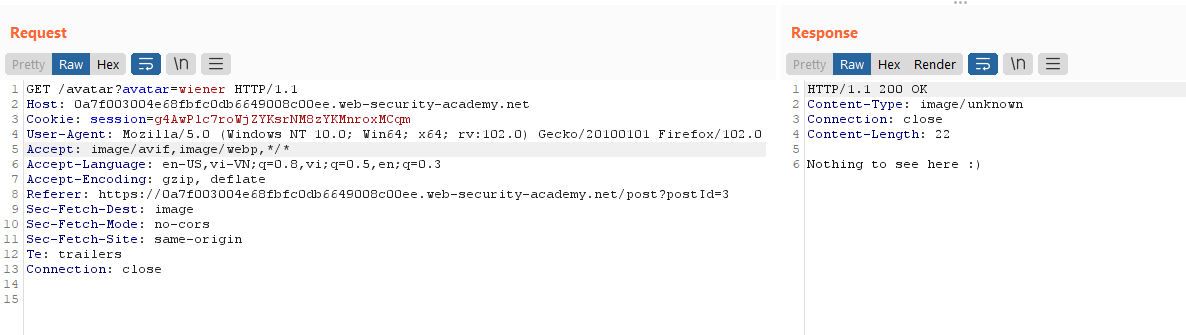 Request
Pretty Raw Hex \n
1 GET /avatar?avatar=wiener HTTP/1.1
2 Host: 0a7f003004e68fbfc0db6649008c00ee.web-security-academy.net
3 Cookie: session=g4AwPlc7roWjZYKsrNM8zYKMnroxMCqm
4 User-Agent: Mozilla/5.0 (Windows NT 10.0; Win64; x64; rv:102.0) Gecko/20100101 Firefox/102.0
5 Accept: image/avif,image/webp,*/*
6 Accept-Language: en-US,vi-VN;q=0.8,vi;q=0.5,en;q=0.3
7 Accept-Encoding: gzip, deflate
8 Referer: https://0a7f003004e68fbfc0db6649008c00ee.web-security-academy.net/post?postId=3
9 Sec-Fetch-Dest: image
10 Sec-Fetch-Mode: no-cors
11 Sec-Fetch-Site: same-origin
12 Te: trailers
13 Connection: close
14
15
Response
Pretty Raw Hex Render \n
1 HTTP/1.1 200 OK
2 Content-Type: image/unknown
3 Connection: close
4 Content-Length: 22
5
6 Nothing to see here :)